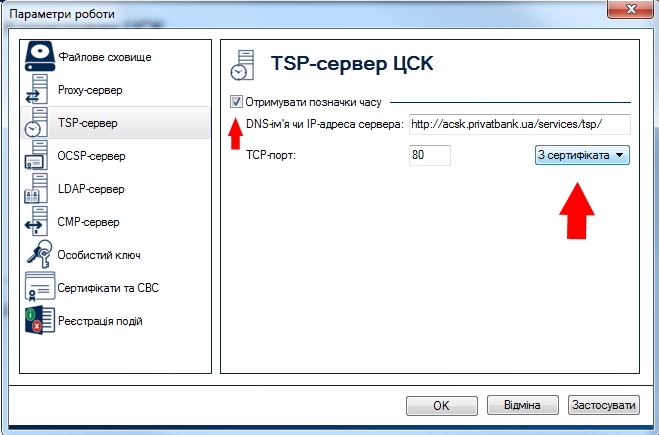 Параметри роботи
Файлове сховище
Proxy-сервер
TSP-сервер
OCSP-сервер
LDAP-сервер
CMP-сервер
Особистий ключ
Сертифікати та СВС
Реєстрація подій
TSP-сервер ЦСК
Отримувати позначки часу
DNS-ім'я чи IP-адреса сервера: http://acsk.privatbank.ua/services/tsp/
TCP-порт: 80 З сертифіката
OK Відміна Застосувати